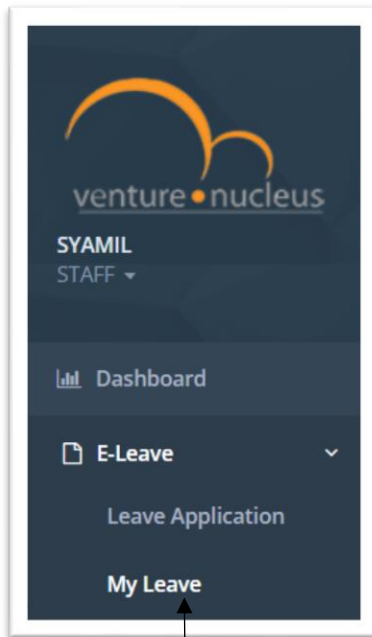 venture nucleus
SYAMIL
STAFF
Dashboard
E-Leave
Leave Application
My Leave